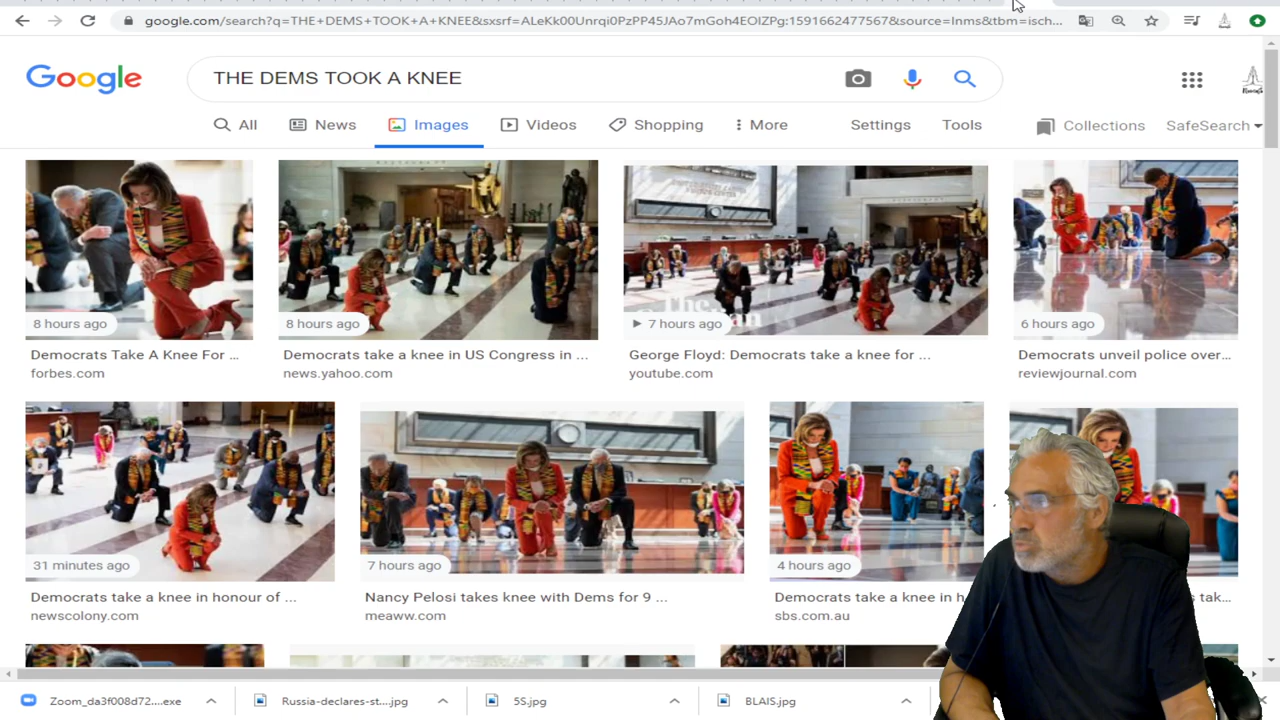 google.com/search?q=THE+DEMS+TOOK+A+KNEE&sxsrf=ALeKk00Unrqi0PzPP45JAo7mGoh4EOIZPg:1591662477567&source=lnms&tbm=isch...
Google
THE DEMS TOOK A KNEE
All News Images Videos Shopping More Settings Tools Collections SafeSearch
8 hours ago 8 hours ago 7 hours ago 6 hours ago
Democrats Take A Knee For ... Democrats take a knee in US Congress in ... George Floyd: Democrats take a knee for ... Democrats unveil police over...
forbes.com news.yahoo.com youtube.com reviewjournal.com
31 minutes ago 7 hours ago 4 hours ago
Democrats take a knee in honour of ... Nancy Pelosi takes knee with Dems for 9 ... Democrats take a knee in h
newscolony.com meaww.com sbs.com.au
Zoom_da3f008d72....exe Russia-declares-st....jpg 5S.jpg BLAIS.jpg